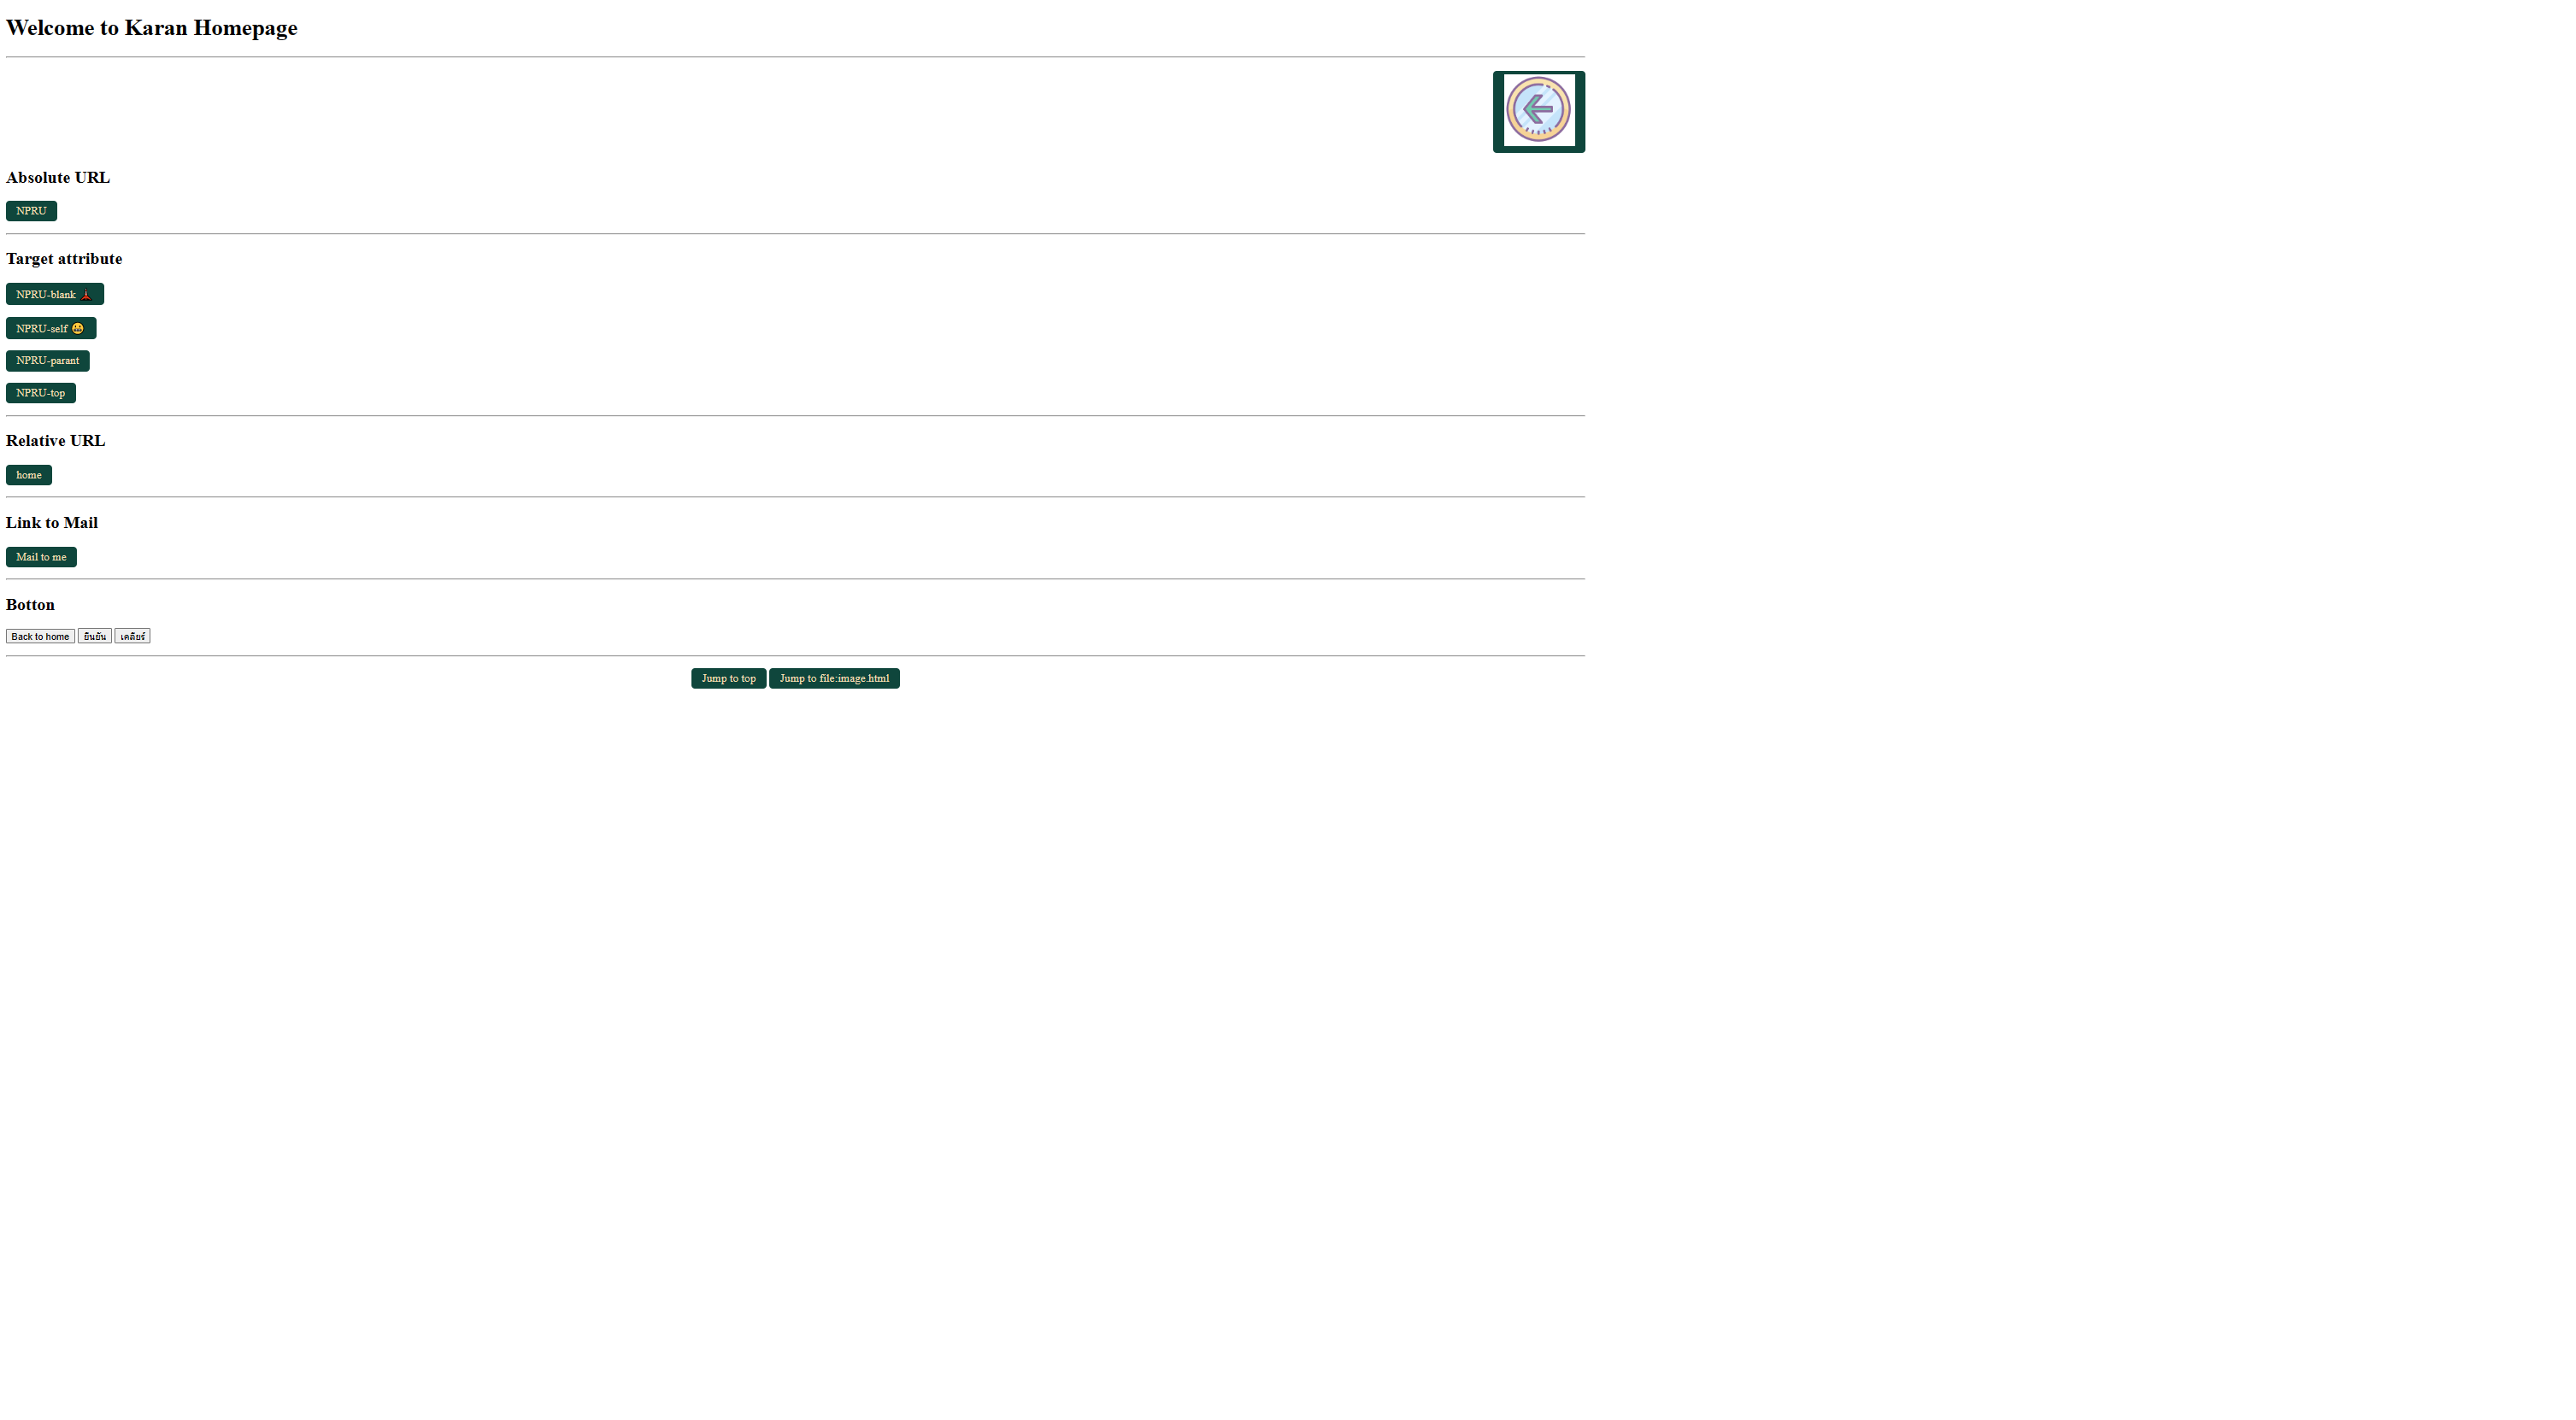 Welcome to Karan Homepage
Absolute URL
NPRU
Target attribute
NPRU-blank
NPRU-self
NPRU-parant
NPRU-top
Relative URL
home
Link to Mail
Mail to me
Botton
Back to home ยืนยัน เคลียร์
Jump to top Jump to file:image.html